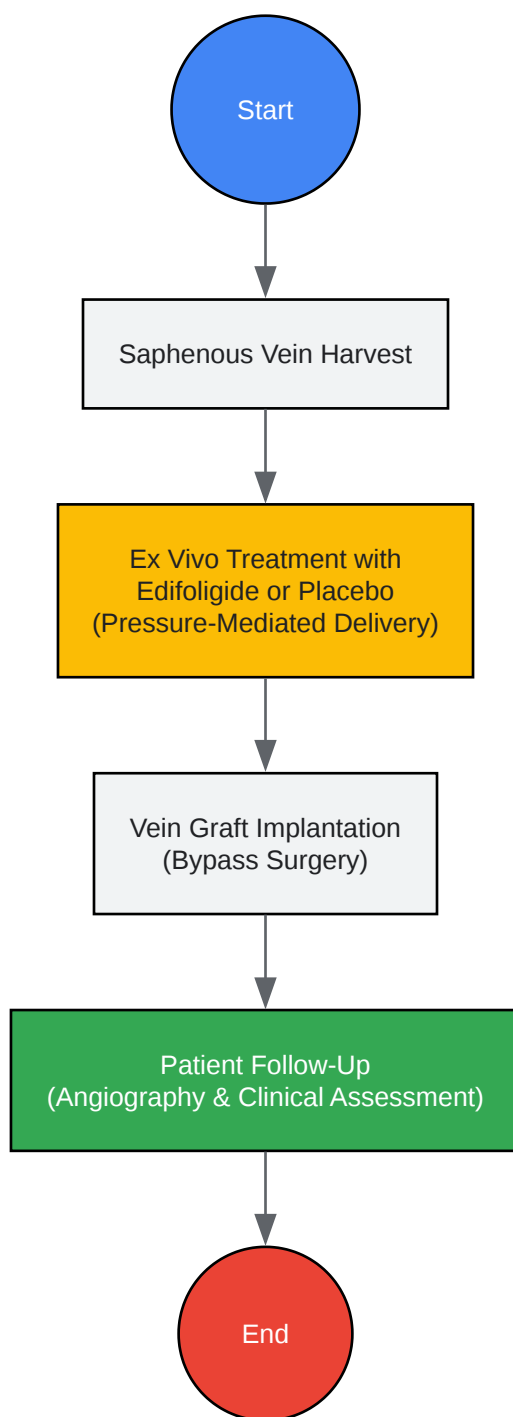 Start
Saphenous Vein Harvest
Ex Vivo Treatment with
Edifoligide or Placebo
(Pressure-Mediated Delivery)
Vein Graft Implantation
(Bypass Surgery)
Patient Follow-Up
(Angiography & Clinical Assessment)
End